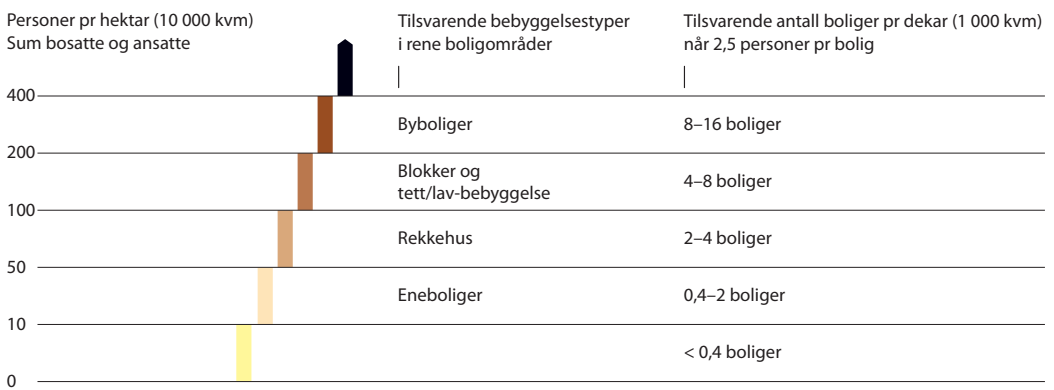 Personer pr hektar (10 000 kvm)
Sum bosatte og ansatte
Tilsvarende bebyggelsestyper
i rene boligområder
Tilsvarende antall boliger pr dekar (1 000 kvm)
når 2,5 personer pr bolig
400
Byboliger
8–16 boliger
200
Blokker og
tett/lav-bebyggelse
4–8 boliger
100
Rekkehus
2–4 boliger
50
Eneboliger
0,4–2 boliger
10
< 0,4 boliger
0